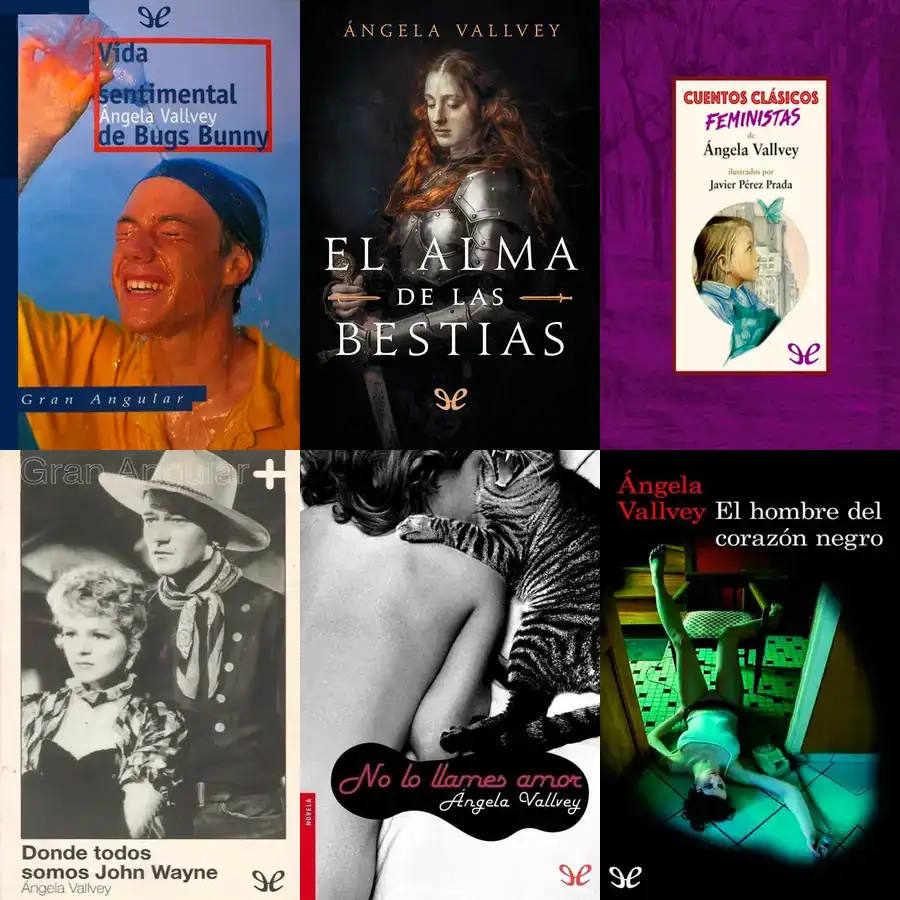 Vida
sentimental
Ángela Vallvey
de Bugs Bunny
Gran Angular
ÁNGELA VALLVEY
EL ALMA
DE LAS
BESTIAS
CUENTOS CLÁSICOS
FEMINISTAS
de
Ángela Vallvey
ilustrados por
Javier Pérez Prada
Gran Angular +
Donde todos
somos John Wayne
Ángela Vallvey
NOVELA
No lo llames amor
Ángela Vallvey
Ángela
Vallvey El hombre del
corazón negro